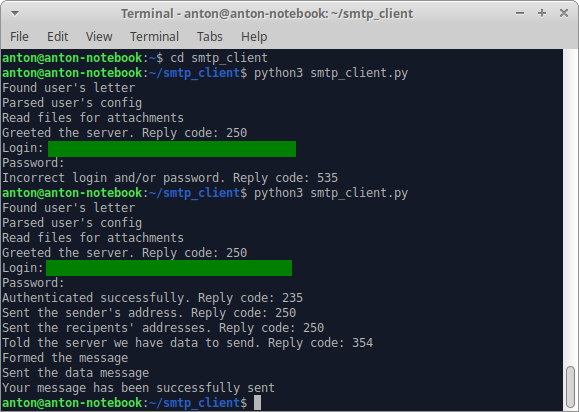 Terminal - anton@anton-notebook: ~/smtp_client
File Edit View Terminal Tabs Help
anton@anton-notebook:~$ cd smtp_client
anton@anton-notebook:~/smtp_client$ python3 smtp_client.py
Found user's letter
Parsed user's config
Read files for attachments
Greeted the server. Reply code: 250
Login:
Password:
Incorrect login and/or password. Reply code: 535
anton@anton-notebook:~/smtp_client$ python3 smtp_client.py
Found user's letter
Parsed user's config
Read files for attachments
Greeted the server. Reply code: 250
Login:
Password:
Authenticated successfully. Reply code: 235
Sent the sender's address. Reply code: 250
Sent the recipents' addresses. Reply code: 250
Told the server we have data to send. Reply code: 354
Formed the message
Sent the data message
Your message has been successfully sent
anton@anton-notebook:~/smtp_client$